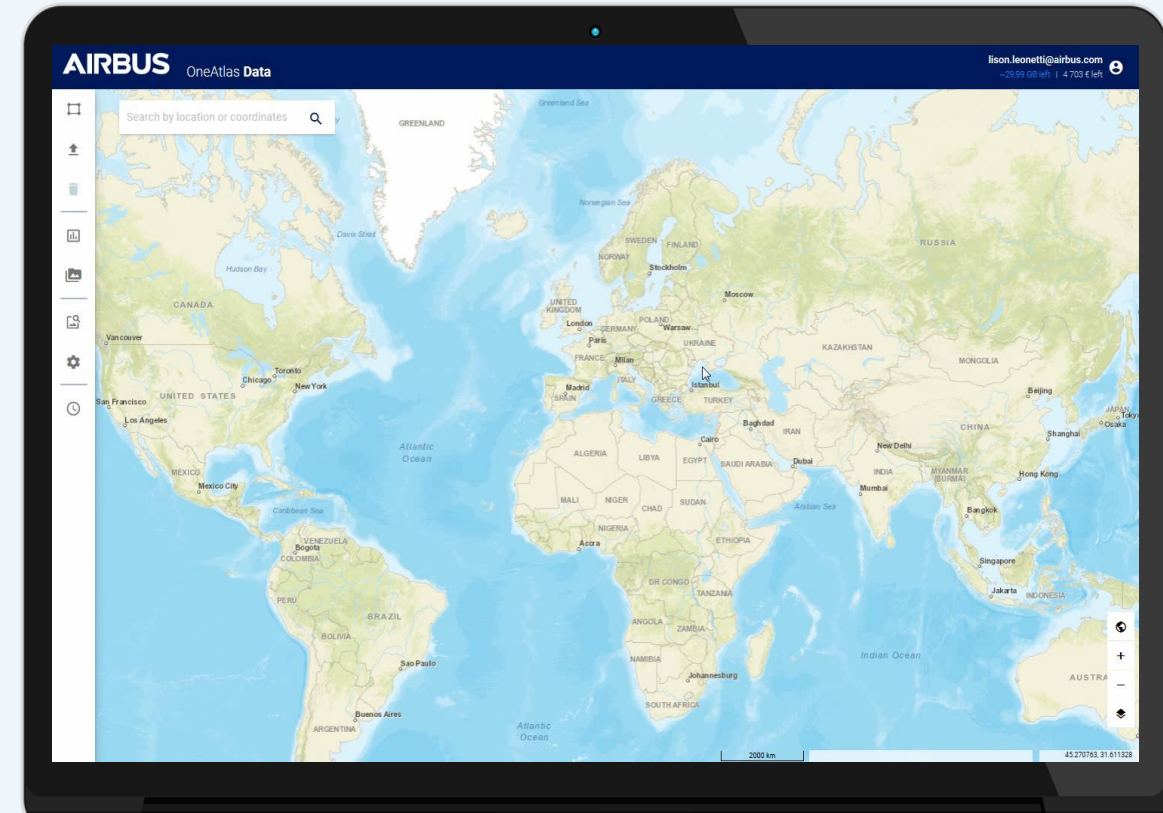 AIRBUS OneAtlas Data
lison.leonetti@airbus.com
~29,99 GB left | 4 703 € left
Search by location or coordinates
Greenland Sea
GREENLAND
Norwegian Sea
Davis Strait
SWEDEN
FINLAND
RUSSIA
NORWAY
Hudson Bay
Stockholm
Moscow
CANADA
UNITED
KINGDOM
London
POLAND
GERMANY
Warsaw
Vancouver
Paris
UKRAINE
KAZAKHSTAN
FRANCE
Milan
MONGOLIA
Toronto
Chicago
New York
ITALY
Istanbul
Madrid
SPAIN
Beijing
UNITED STATES
San Francisco
GREECE
TURKEY
JAPAN
Toky
Osaka
Los Angeles
Baghdad
IRAN
CHINA
Shanghai
Cairo
Atlantic
Ocean
New Delhi
ALGERIA
LIBYA
EGYPT
SAUDI ARABIA
Dubai
MEXICO
INDIA
MYANMAR
(BURMA)
Hong Kong
Mexico City
Mumbai
MALI
NIGER
CHAD
SUDAN
Arabian Sea
Caribbean Sea
Bangkok
NIGERIA
VENEZUELA
Bogota
Accra
ETHIOPIA
COLOMBIA
Singapore
DR CONGO
TANZANIA
Jakarta
INDONESIA
PERU
BRAZIL
ANGOLA
ZAMBIA
BOLIVIA
NAMIBIA
Indian Ocean
Sao Paulo
Johannesburg
AUSTRA
SOUTH AFRICA
Buenos Aires
Atlantic
Ocean
ARGENTINA
2000 km
45.270763, 31.611328